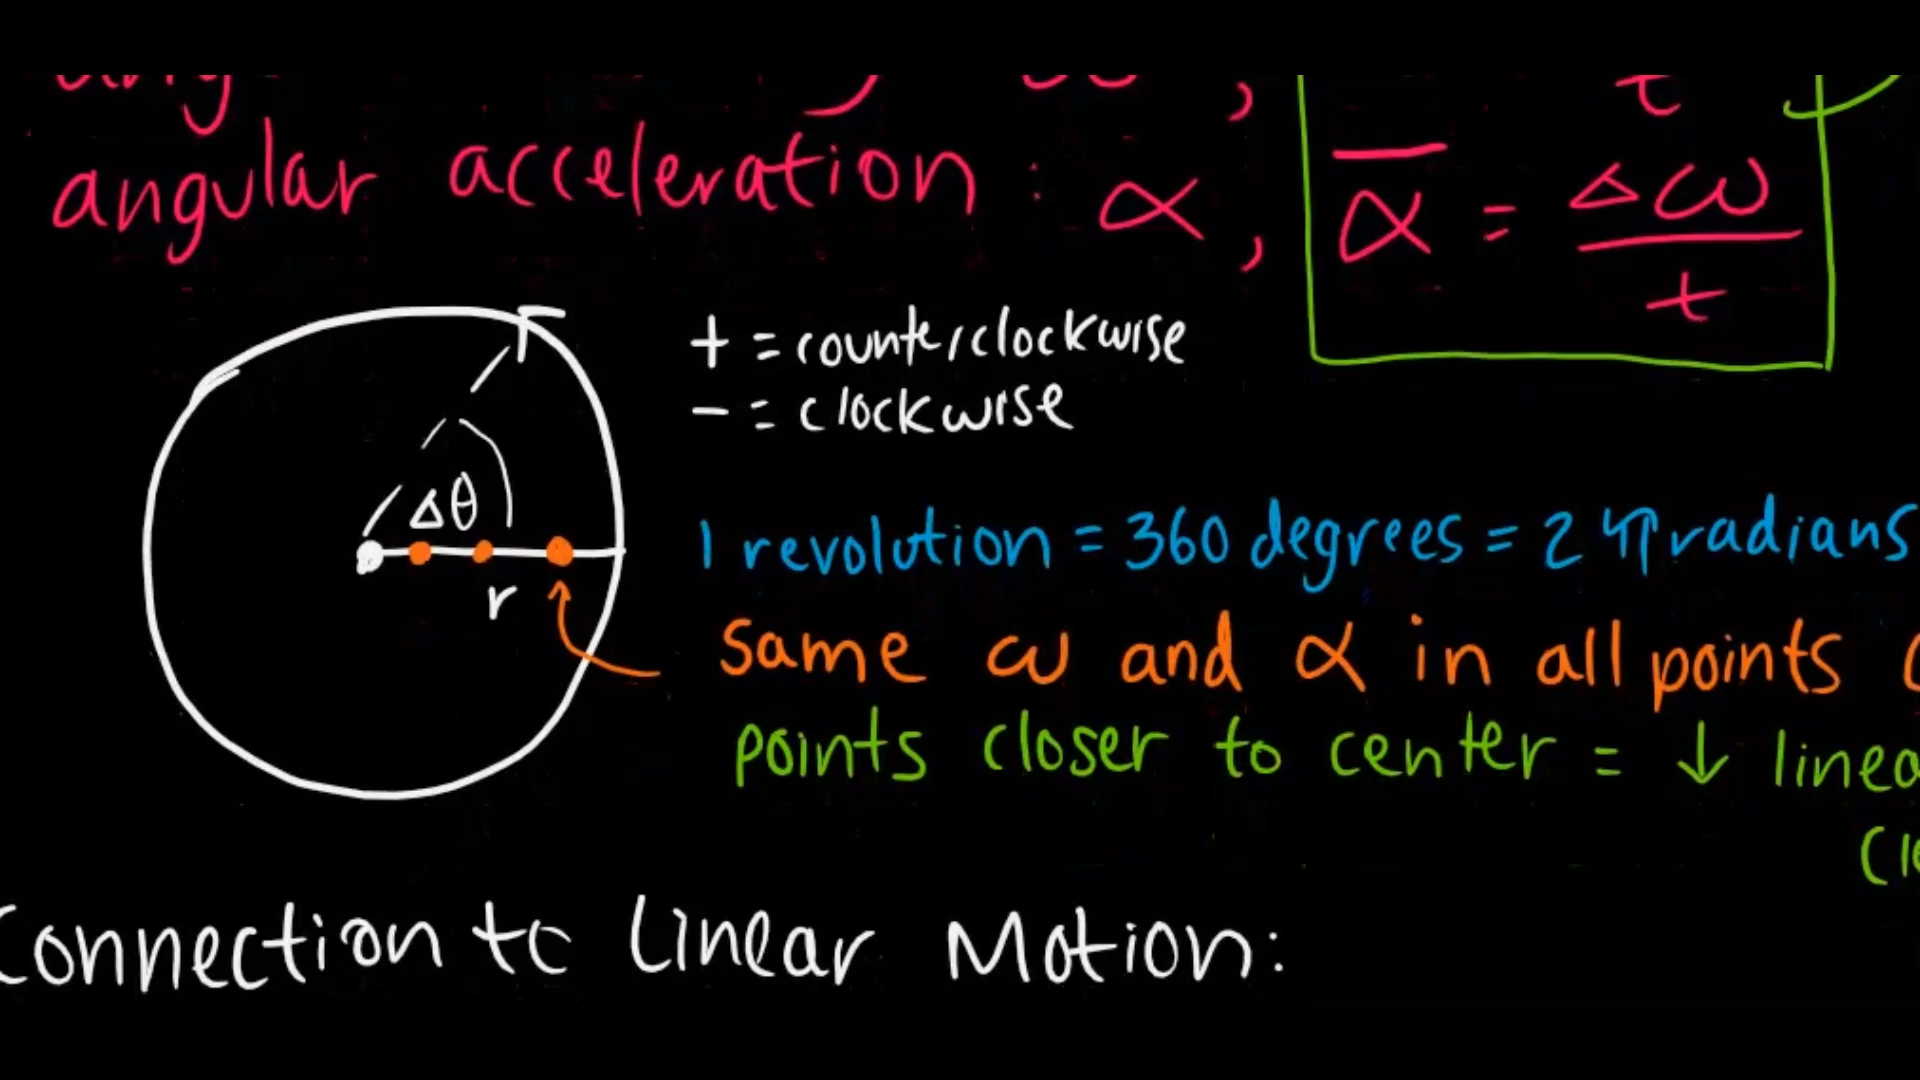 angular acceleration : α , ᾱ = Δω / t
+ = counterclockwise
- = clockwise
Δθ
r
1 revolution = 360 degrees = 2π radians
same ω and α in all points
points closer to center = ↓
Connection to Linear Motion: